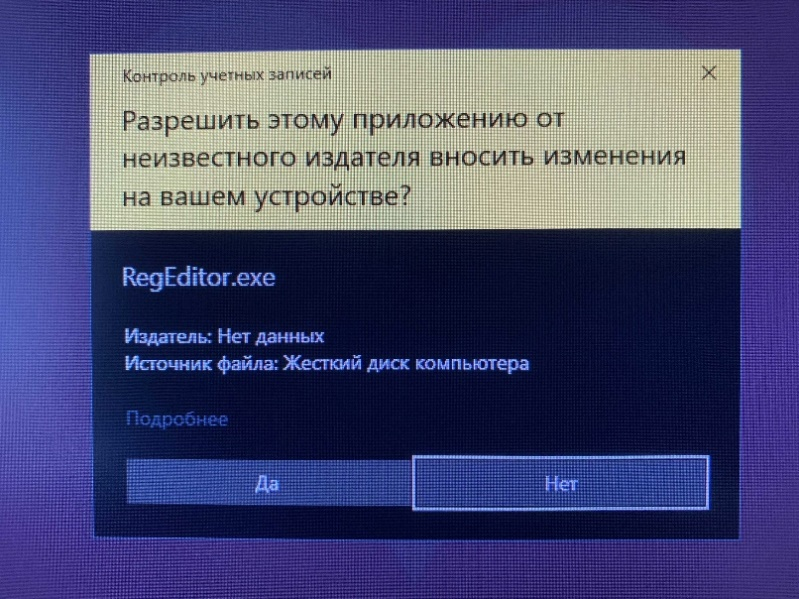 Контроль учетных записей
Разрешить этому приложению от
неизвестного издателя вносить изменения
на вашем устройстве?
RegEditor.exe
Издатель: Нет данных
Источник файла: Жесткий диск компьютера
Подробнее
Да
Нет